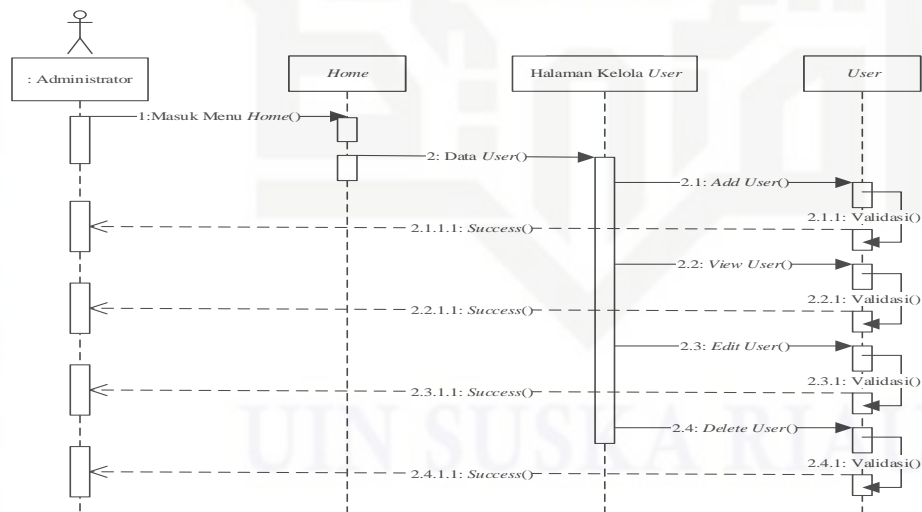 : Administrator
Home
Halaman Kelola User
User
1:Masuk Menu Home()
2: Data User()
2.1: Add User()
2.1.1: Validasi()
2.1.1.1: Success()
2.2: View User()
2.2.1: Validasi()
2.2.1.1: Success()
2.3: Edit User()
2.3.1: Validasi()
2.3.1.1: Success()
2.4: Delete User()
2.4.1: Validasi()
2.4.1.1: Success()
UIN SUSKA RIAU